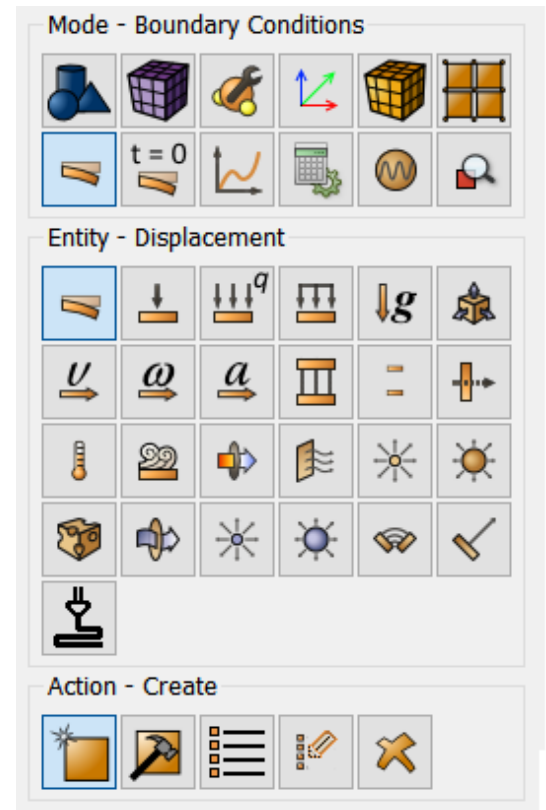 Mode - Boundary Conditions
t = 0
Entity - Displacement
q
g
v
ω
a
Action - Create